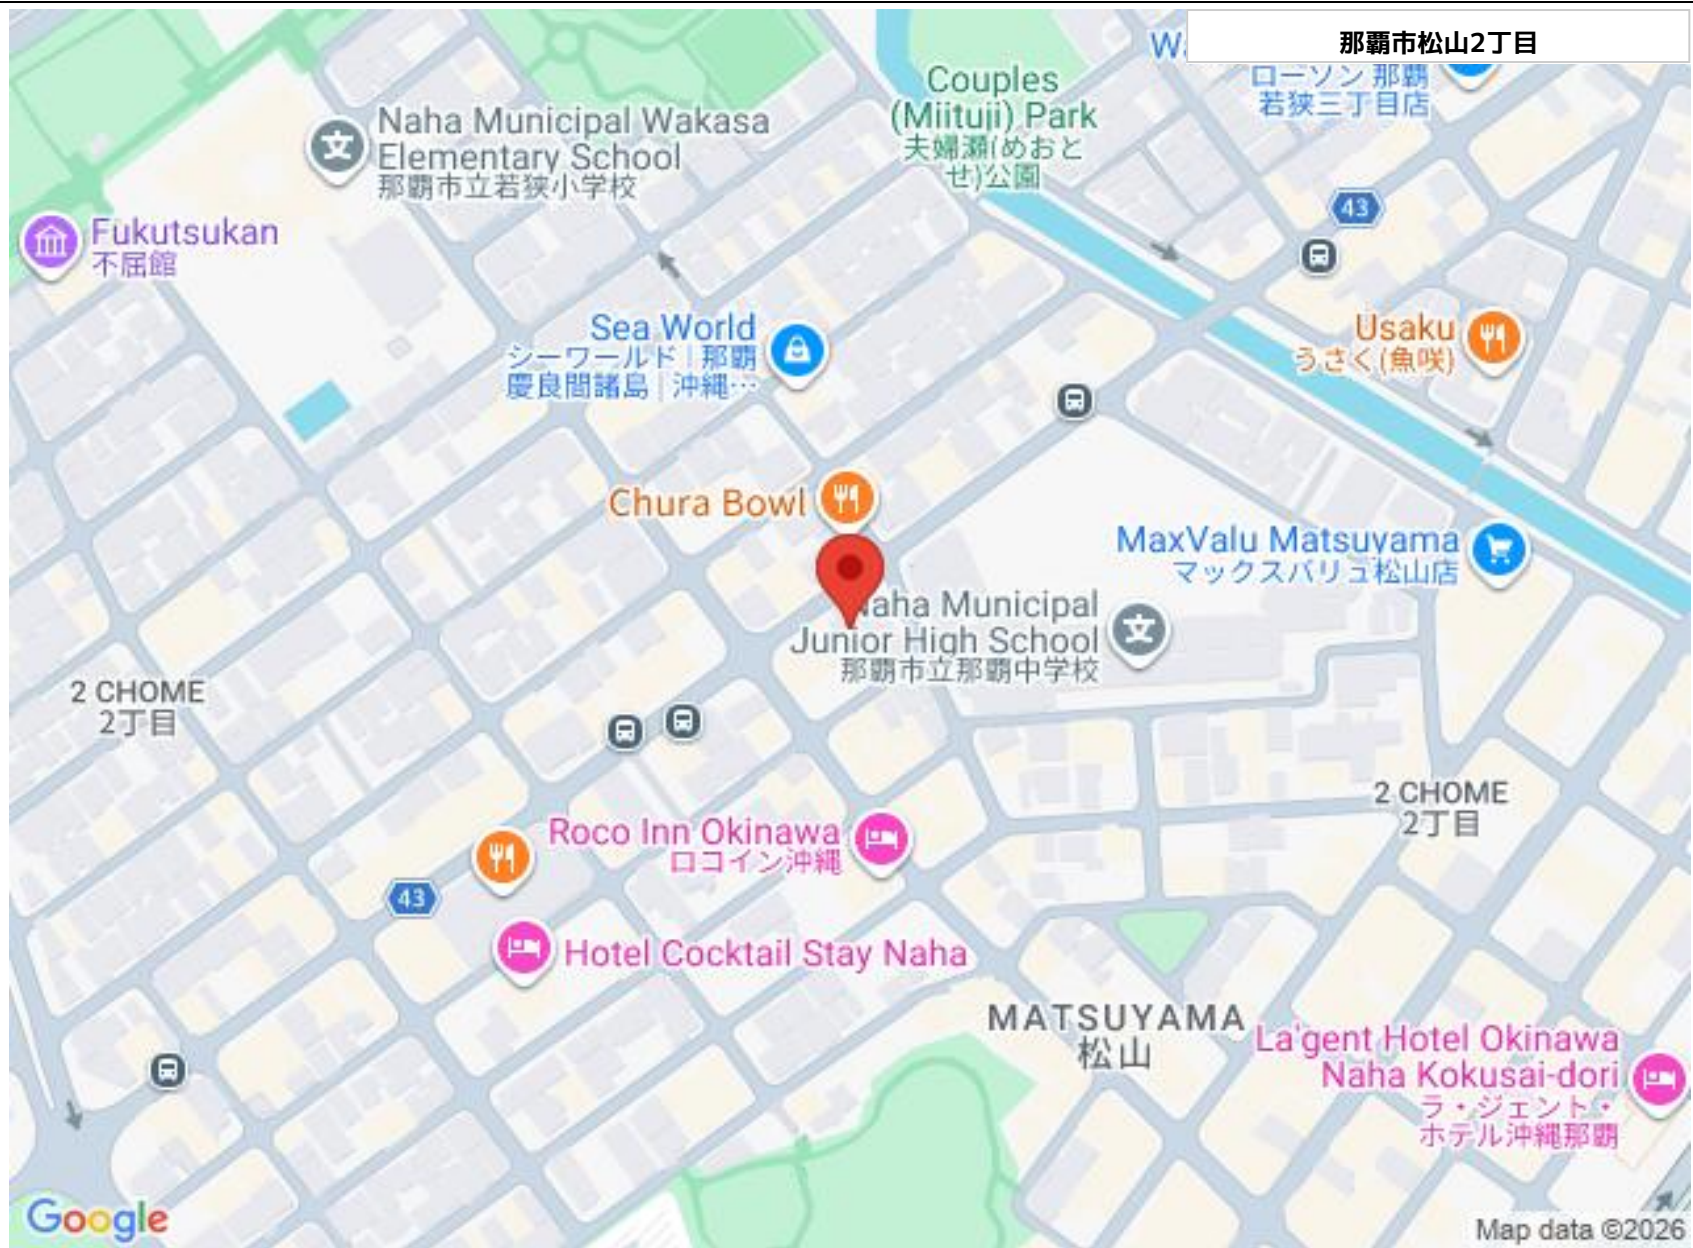 那覇市松山2丁目
W
ローソン 那覇
若狭三丁目店
Couples
(Miituji) Park
夫婦瀬(めおと
せ)公園
Naha Municipal Wakasa
Elementary School
那覇市立若狭小学校
43
Fukutsukan
不屈館
Sea World
シーワールド | 那覇
慶良間諸島 | 沖縄…
Usaku
うさく(魚咲)
Chura Bowl
MaxValu Matsuyama
マックスバリュ松山店
Naha Municipal
Junior High School
那覇市立那覇中学校
2 CHOME
2丁目
2 CHOME
2丁目
Roco Inn Okinawa
ロコイン沖縄
43
Hotel Cocktail Stay Naha
MATSUYAMA
松山
La'gent Hotel Okinawa
Naha Kokusai-dori
ラ・ジェント・
ホテル沖縄那覇
Google
Map data ©2026